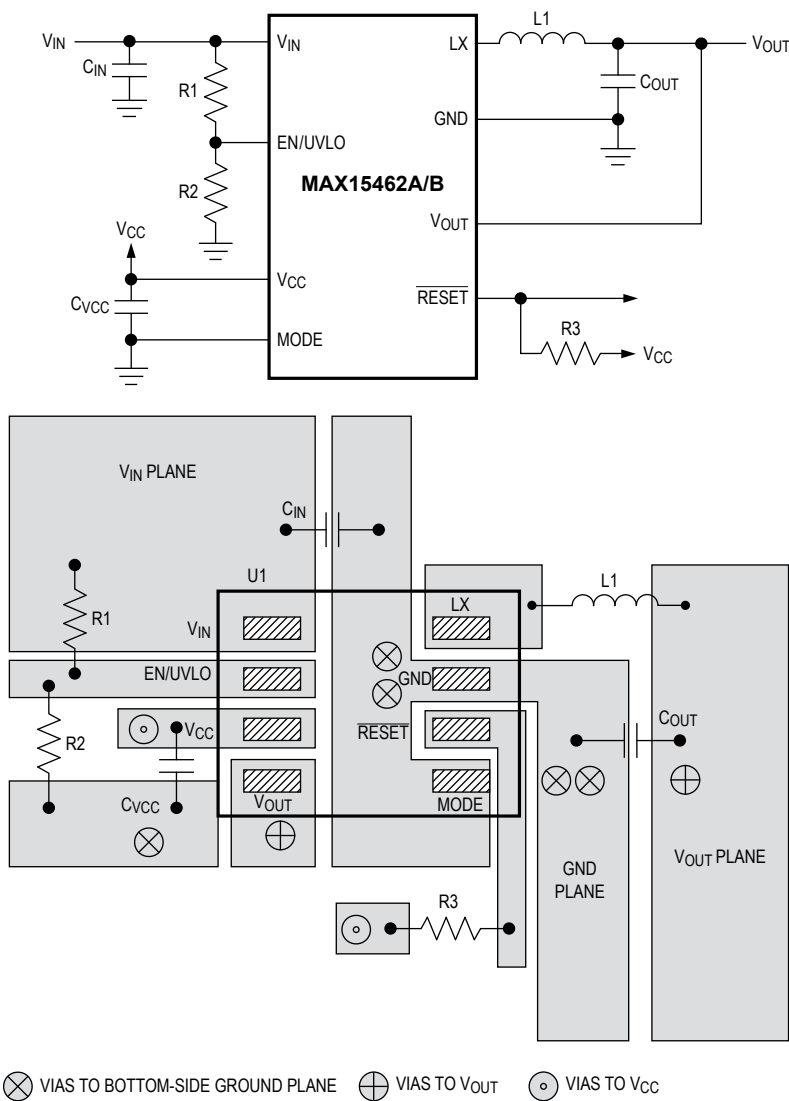 VIN
VIN
LX
L1
VOUT
CIN
COUT
R1
GND
EN/UVLO
MAX15462A/B
R2
VOUT
VCC
VCC
RESET
CVCC
R3
MODE
VCC
VIN PLANE
CIN
U1
L1
LX
R1
VIN
EN/UVLO
GND
R2
VCC
RESET
COUT
CVCC
VOUT
MODE
GND
PLANE
VOUT PLANE
R3
VIAS TO BOTTOM-SIDE GROUND PLANE
VIAS TO VOUT
VIAS TO VCC